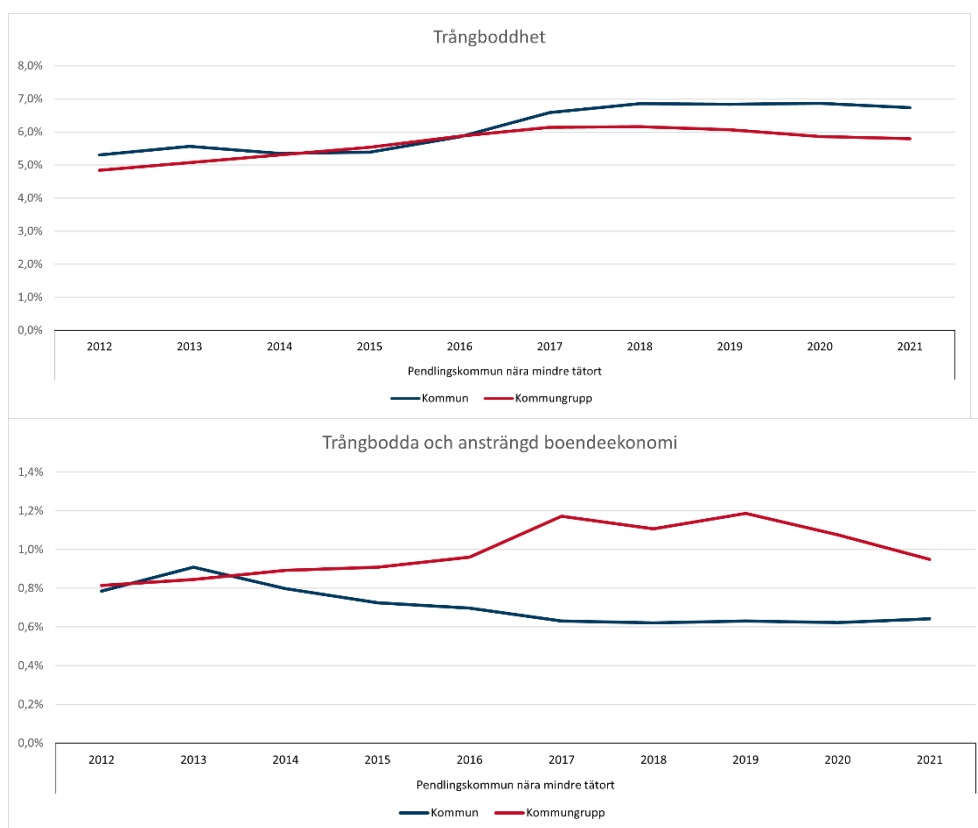 Trångboddhet
8,0%
7,0%
6,0%
5,0%
4,0%
3,0%
2,0%
1,0%
0,0%
2012 2013 2014 2015 2016 2017 2018 2019 2020 2021
Pendlingskommun nära mindre tätort
Kommun Kommungrupp
Trångbodda och ansträngd boendeekonomi
1,4%
1,2%
1,0%
0,8%
0,6%
0,4%
0,2%
0,0%
2012 2013 2014 2015 2016 2017 2018 2019 2020 2021
Pendlingskommun nära mindre tätort
Kommun Kommungrupp